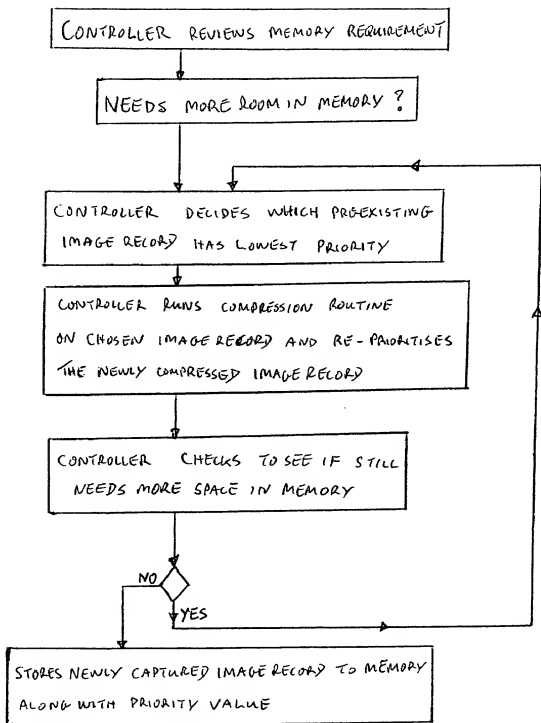 CONTROLLER REVIEWS MEMORY REQUIREMENT
NEEDS MORE ROOM IN MEMORY?
CONTROLLER DECIDES WHICH PREEXISTING
IMAGE RECORD HAS LOWEST PRIORITY
CONTROLLER RUNS COMPRESSION ROUTINE
ON CHOSEN IMAGE RECORD AND RE-PRIORITISES
THE NEWLY COMPRESSED IMAGE RECORD
CONTROLLER CHECKS TO SEE IF STILL
NEEDS MORE SPACE IN MEMORY
NO
YES
STORES NEWLY CAPTURED IMAGE RECORD TO MEMORY
ALONG WITH PRIORITY VALUE